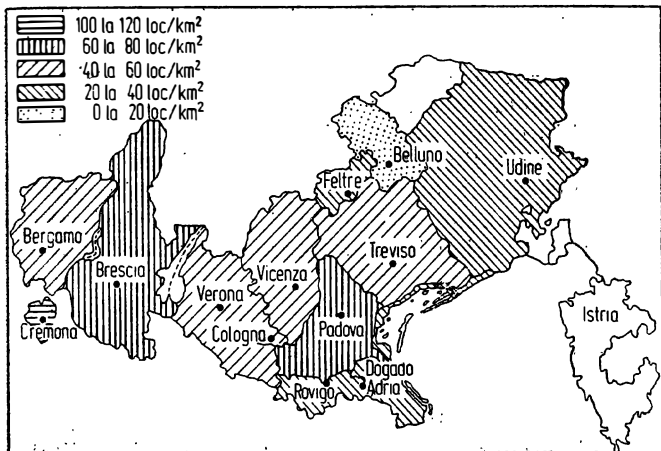 100 la 120 loc/km²
60 la 80 loc/km²
40 la 60 loc/km²
20 la 40 loc/km²
0 la 20 loc/km²
Belluno
Feltre
Udine
Bergamo
Treviso
Brescia
Vicenza
Verona
Istria
Cremona
Padova
Cologna
Dogado
Rovigo
Adria